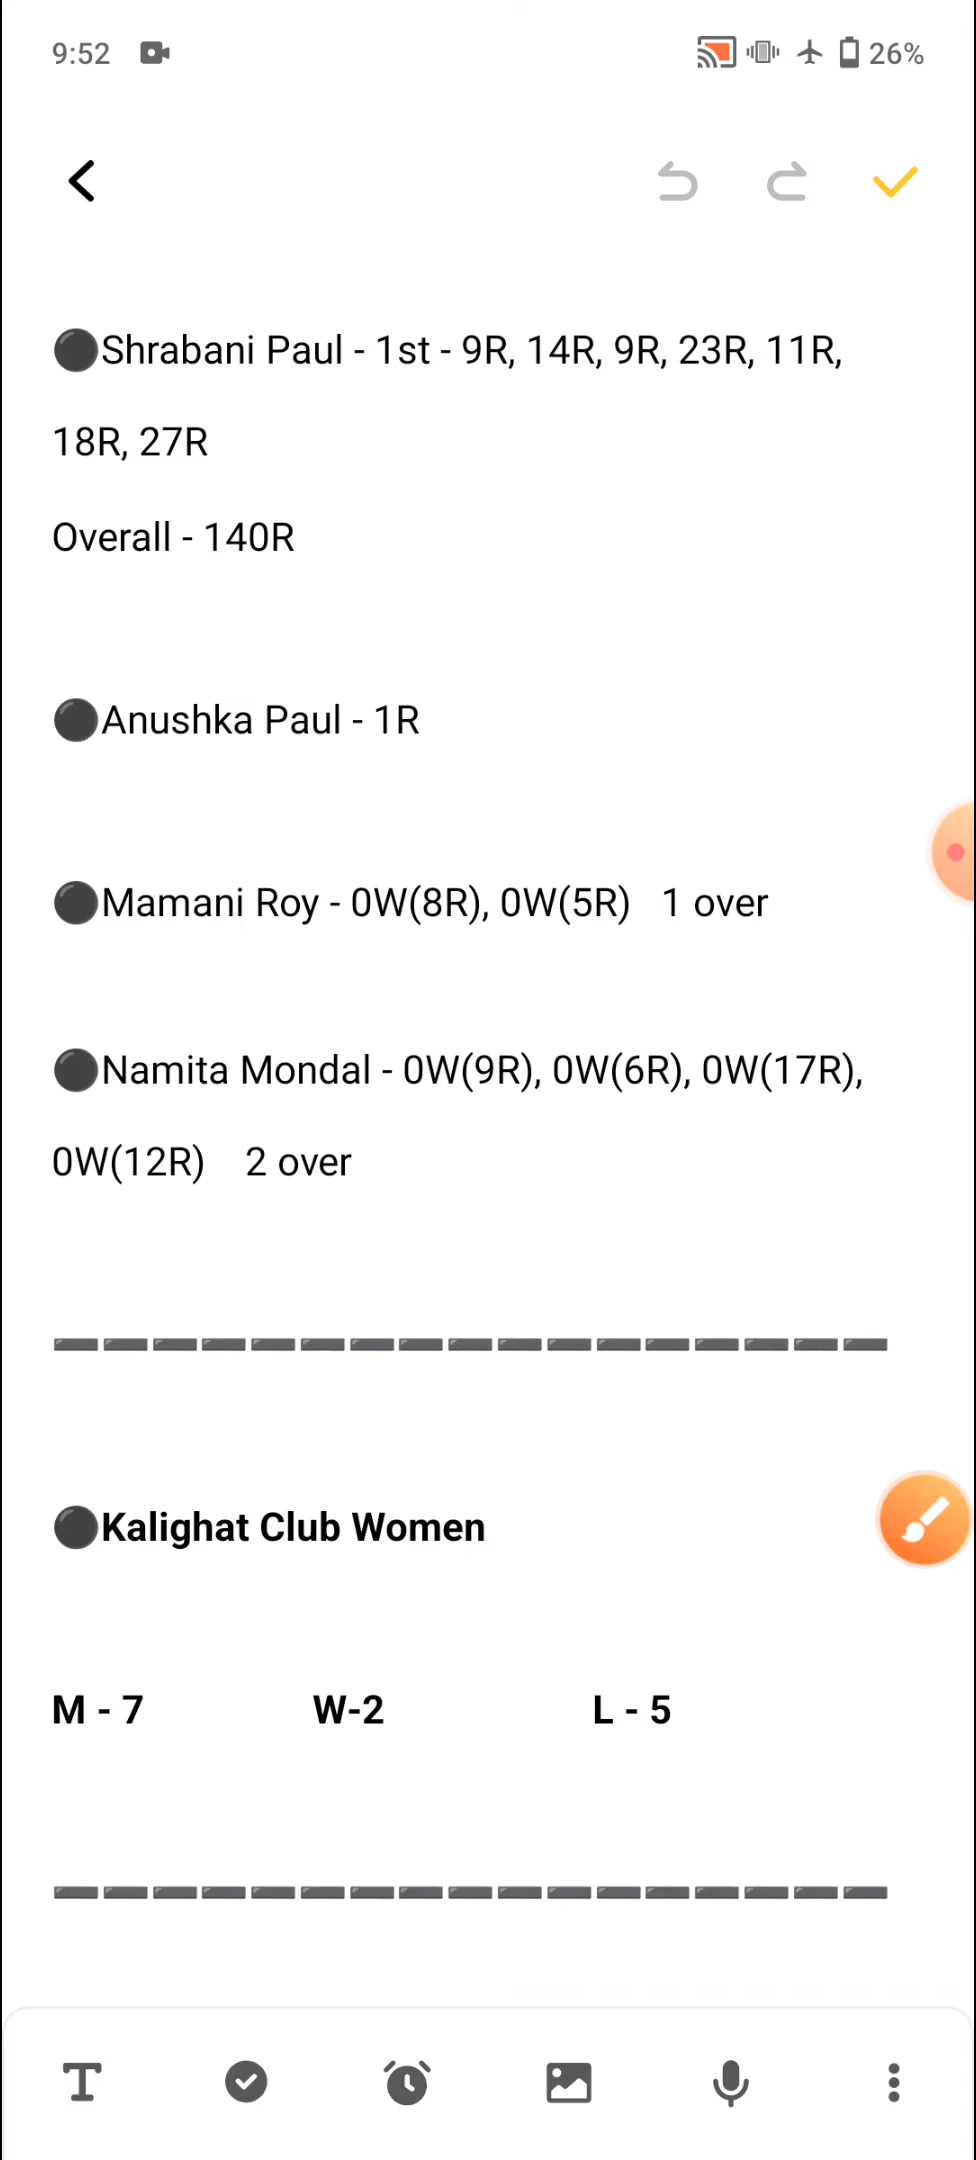 9:52
26%
Shrabani Paul - 1st - 9R, 14R, 9R, 23R, 11R,
18R, 27R
Overall - 140R
Anushka Paul - 1R
Mamani Roy - 0W(8R), 0W(5R) 1 over
Namita Mondal - 0W(9R), 0W(6R), 0W(17R),
0W(12R) 2 over
Kalighat Club Women
M - 7 W-2 L - 5